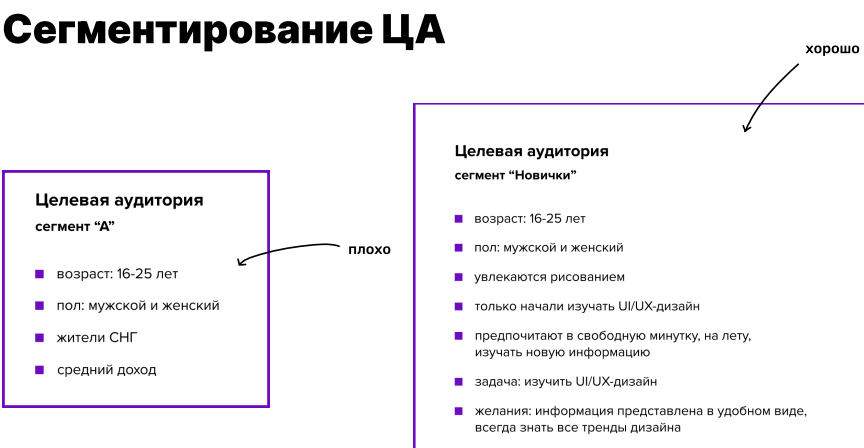 Сегментирование ЦА
хорошо
Целевая аудитория
сегмент “А”
возраст: 16-25 лет
пол: мужской и женский
жители СНГ
средний доход
плохо
Целевая аудитория
сегмент “Новички”
возраст: 16-25 лет
пол: мужской и женский
увлекаются рисованием
только начали изучать UI/UX-дизайн
предпочитают в свободную минутку, на лету,
изучать новую информацию
задача: изучить UI/UX-дизайн
желания: информация представлена в удобном виде,
всегда знать все тренды дизайна